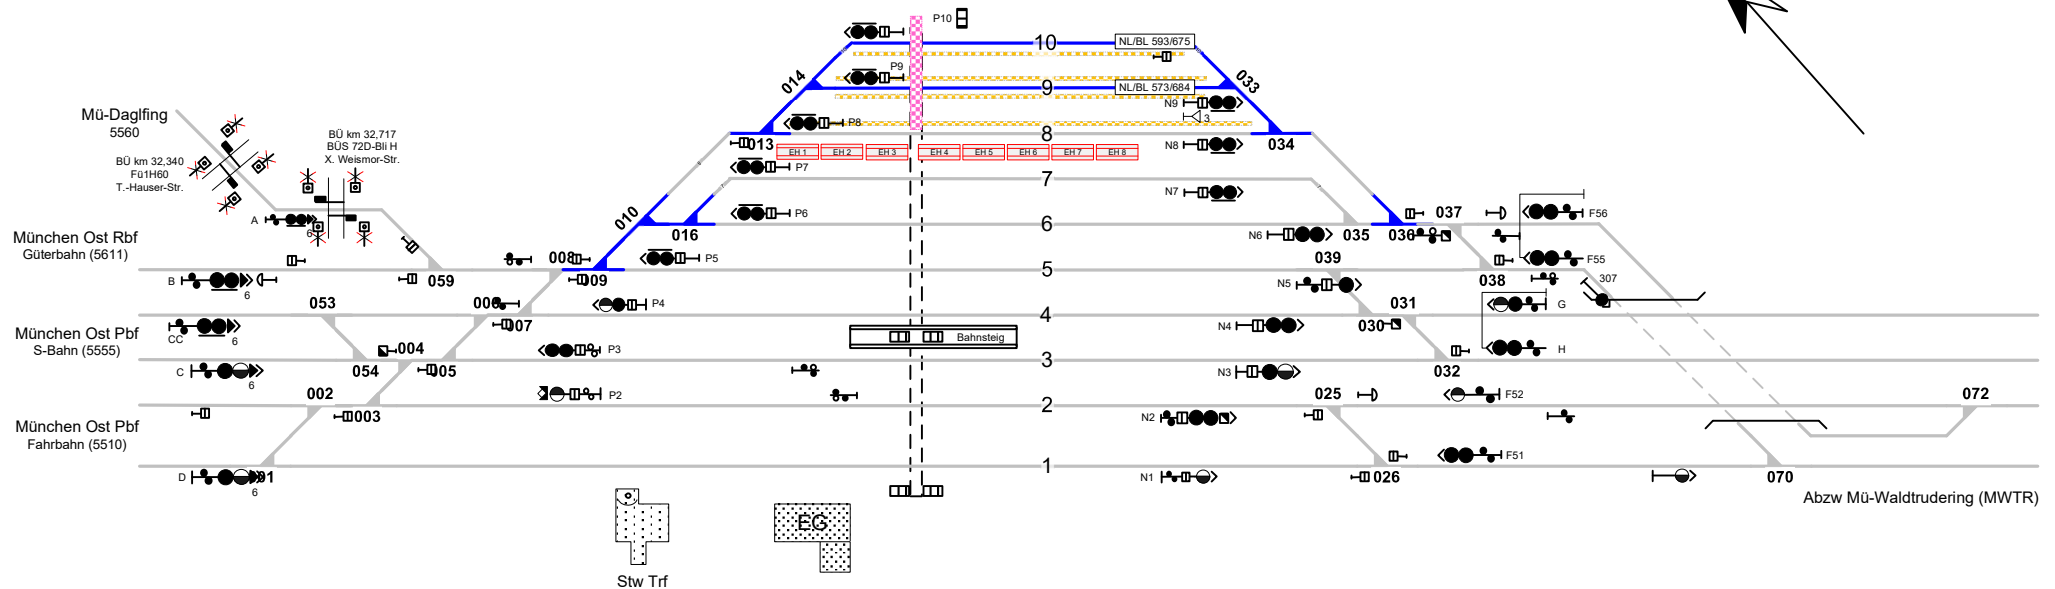 P10
10
NL/BL 593/675
P9
014
9
NL/BL 573/684
033
N9
3
P8
Mü-Daglfing
5560
BÜ km 32,717
BÜS 72D-Bli H
X. Weismor-Str.
BÜ km 32,340
Fü1H60
T.-Hauser-Str.
013
8
034
N8
EH 1
EH 2
EH 3
EH 4
EH 5
EH 6
EH 7
EH 8
P7
7
N7
010
P6
A
6
016
6
N6
035
036
037
F56
München Ost Rbf
Güterbahn (5611)
008
P5
039
F55
B
6
059
009
5
N5
038
307
053
006
P4
031
G
München Ost Pbf
S-Bahn (5555)
CC
6
007
4
N4
030
Bahnsteig
004
P3
3
H
C
6
054
005
N3
032
002
P2
025
F52
072
003
2
N2
München Ost Pbf
Fahrbahn (5510)
F51
1
D
6
001
N1
026
070
Abzw Mü-Waldtrudering (MWTR)
EG
Stw Trf